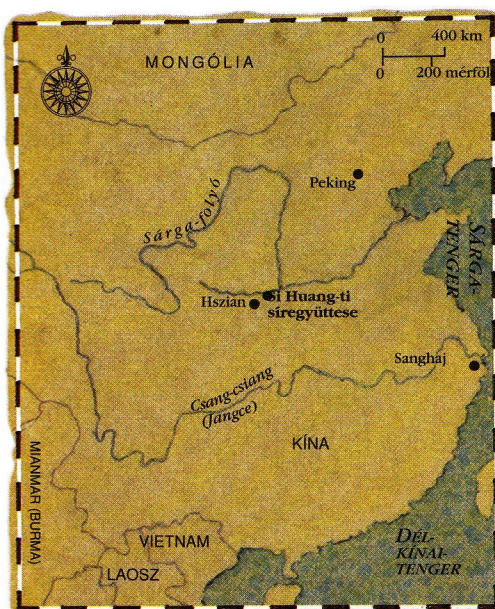 MONGÓLIA
0 400 km
0 200 mérföl
Peking
Sárga-folyó
SÁRGA-
TENGER
Hszian
Si Huang-ti
síregyüttese
Sanghaj
Csang-csiang
(Jangce)
KÍNA
MIANMAR (BURMA)
VIETNAM
LAOSZ
DÉL-
KÍNAI-
TENGER